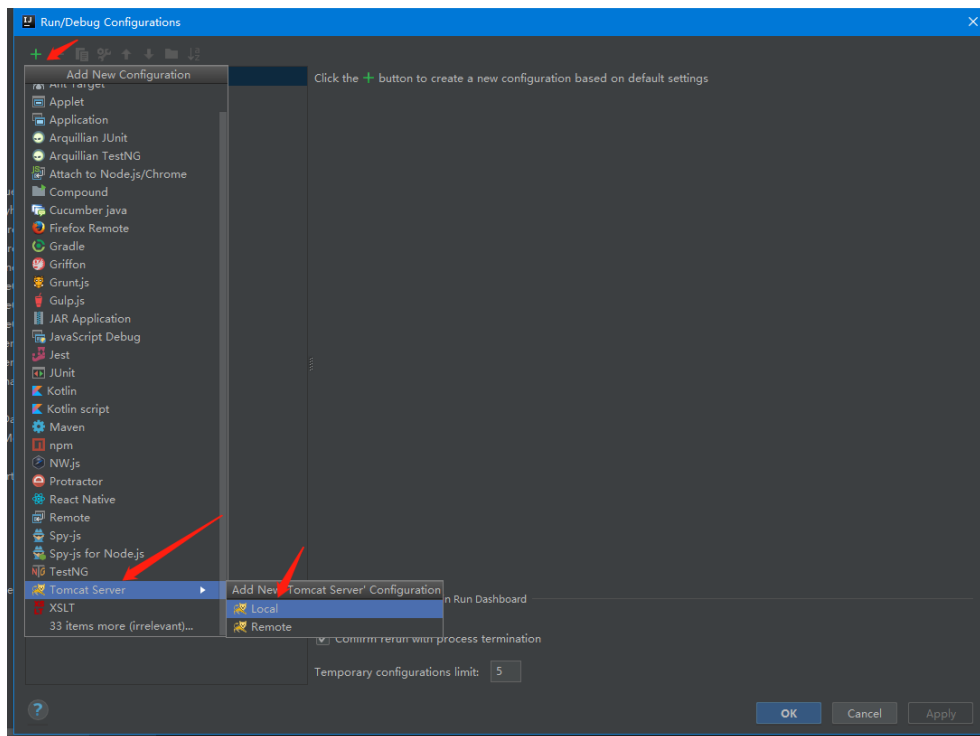 Run/Debug Configurations
Add New Configuration
Click the + button to create a new configuration based on default settings
Ant Target
Applet
Application
Arquillian JUnit
Arquillian TestNG
Attach to Node.js/Chrome
Compound
Cucumber java
Firefox Remote
Gradle
Griffon
Grunt.js
Gulp.js
JAR Application
JavaScript Debug
Jest
JUnit
Kotlin
Kotlin script
Maven
npm
NW.js
Protractor
React Native
Remote
Spy-js
Spy-js for Node.js
TestNG
Tomcat Server
XSLT
33 items more (irrelevant)...
Add New 'Tomcat Server' Configuration
Local
Remote
n Run Dashboard
Confirm rerun with process termination
Temporary configurations limit: 5
? OK Cancel Apply